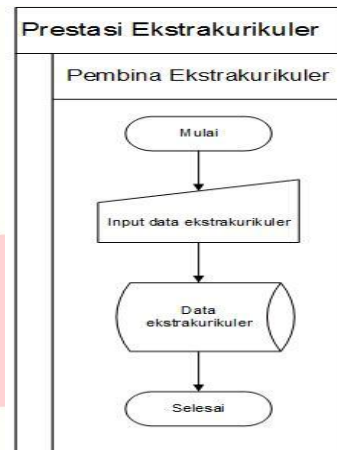 Prestasi Ekstrakurikuler
Pembina Ekstrakurikuler
Mulai
Input data ekstrakurikuler
Data
ekstrakurikuler
Selesai